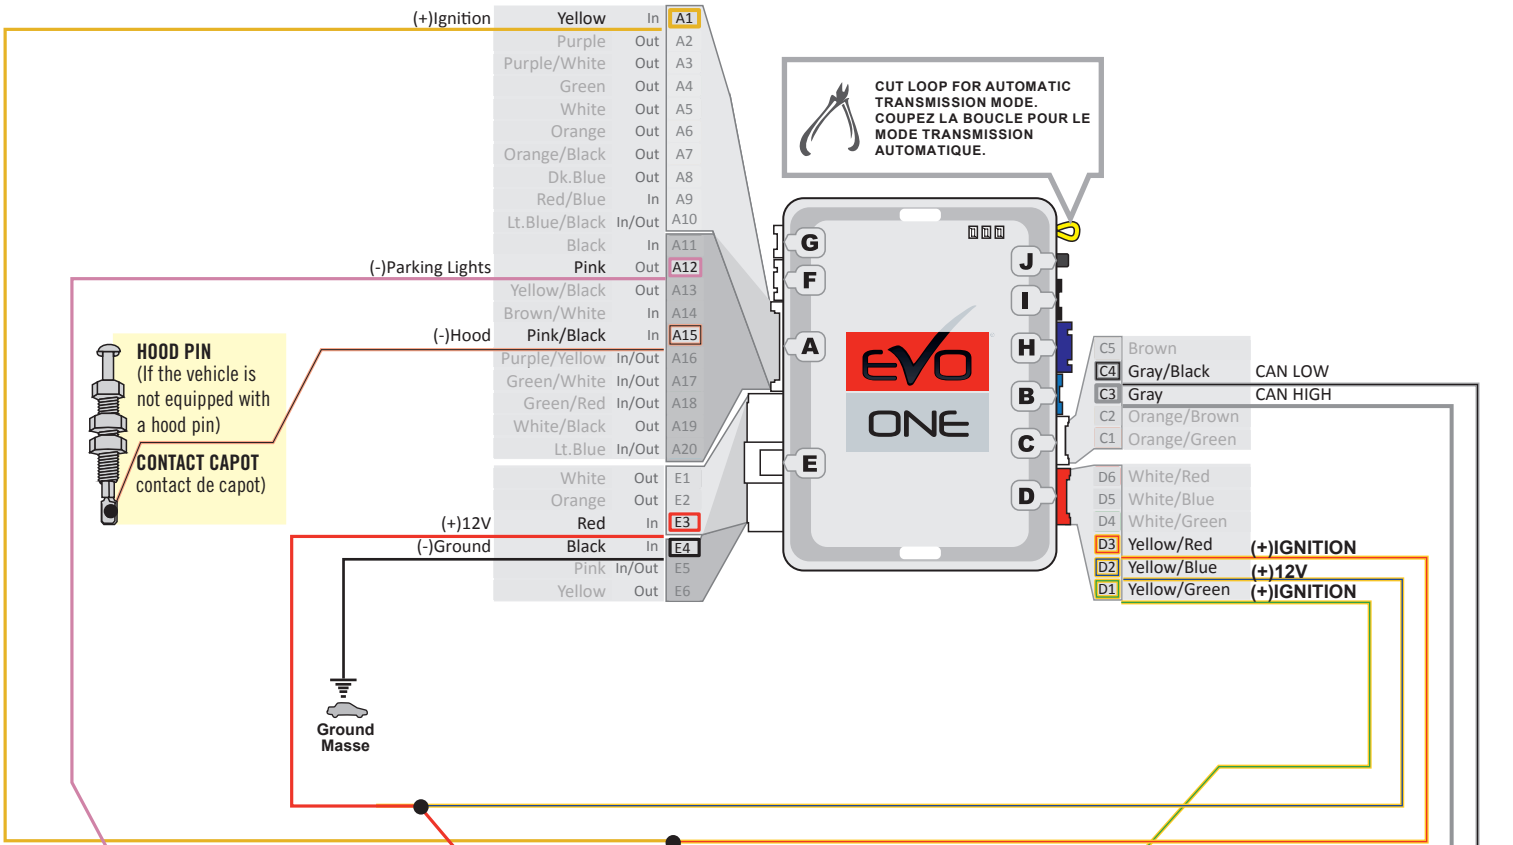 (+)Ignition Yellow In A1
Purple Out A2
Purple/White Out A3
Green Out A4
White Out A5
Orange Out A6
Orange/Black Out A7
Dk.Blue Out A8
Red/Blue In A9
Lt.Blue/Black In/Out A10
Black In A11
(-)Parking Lights Pink Out A12
Yellow/Black Out A13
Brown/White In A14
(-)Hood Pink/Black In A15
Purple/Yellow In/Out A16
Green/White In/Out A17
Green/Red In/Out A18
White/Black Out A19
Lt.Blue In/Out A20
White Out E1
Orange Out E2
(+)12V Red In E3
(-)Ground Black In E4
Pink In/Out E5
Yellow Out E6
HOOD PIN
(If the vehicle is
not equipped with
a hood pin)
CONTACT CAPOT
contact de capot)
Ground
Masse
CUT LOOP FOR AUTOMATIC
TRANSMISSION MODE.
COUPEZ LA BOUCLE POUR LE
MODE TRANSMISSION
AUTOMATIQUE.
G
F
A
E
J
I
H
B
C
D
EVO
ONE
C5 Brown
C4 Gray/Black CAN LOW
C3 Gray CAN HIGH
C2 Orange/Brown
C1 Orange/Green
D6 White/Red
D5 White/Blue
D4 White/Green
D3 Yellow/Red (+)IGNITION
D2 Yellow/Blue (+)12V
D1 Yellow/Green (+)IGNITION